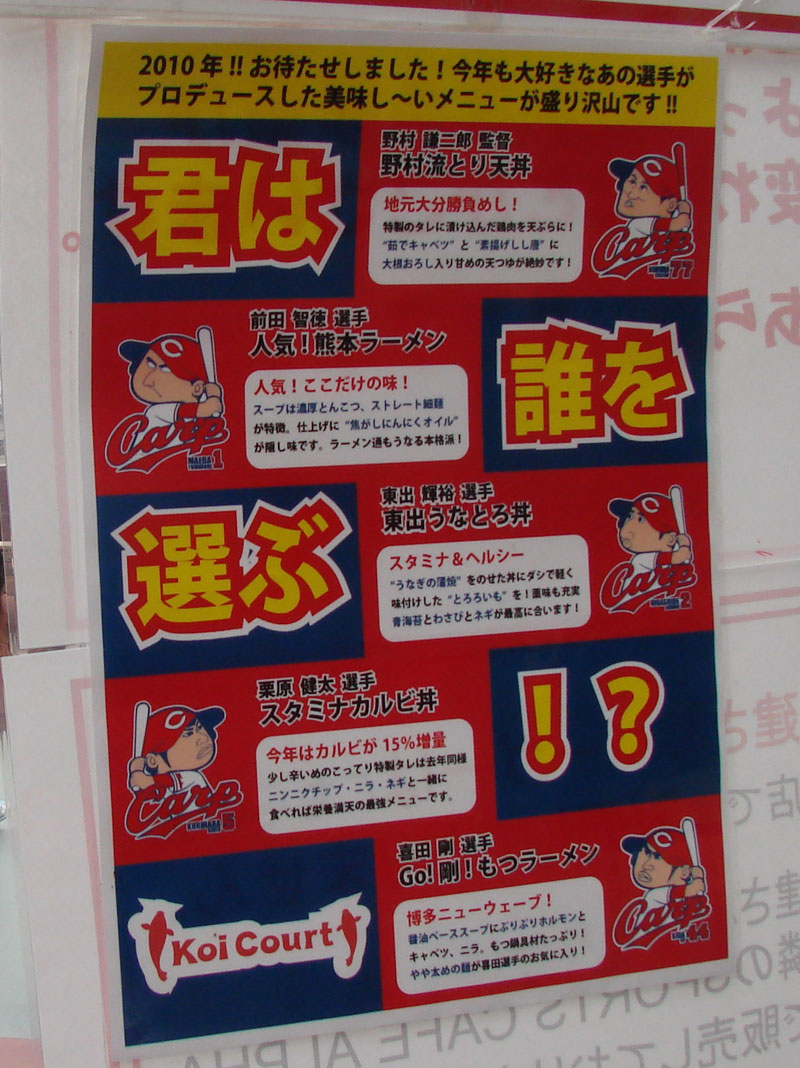 2010年!! お待たせしました！今年も大好きなあの選手が
プロデュースした美味し〜いメニューが盛り沢山です!!
君は
野村 謙二郎 監督
野村流とり天丼
地元大分勝負めし！
特製のタレに漬け込んだ鶏肉を天ぷらに！
“茹でキャベツ” と “素揚げしし唐” に
大根おろし入り甘めの天つゆが絶妙です！
Carp
77
前田 智徳 選手
人気！熊本ラーメン
人気！ここだけの味！
スープは濃厚とんこつ、ストレート細麺
が特徴。仕上げに “焦がしにんにくオイル”
が隠し味です。ラーメン通もうなる本格派！
Carp
MAEDA
1
誰を
選ぶ
東出 輝裕 選手
東出うなとろ丼
スタミナ＆ヘルシー
“うなぎの蒲焼” をのせた丼にダシで軽く
味付けした “とろろいも” を！薬味も充実
青海苔とわさびとネギが最高に合います！
Carp
2
栗原 健太 選手
スタミナカルビ丼
今年はカルビが 15%増量
少し辛いめのこってり特製タレは去年同様
ニンニクチップ・ニラ・ネギと一緒に
食べれば栄養満天の最強メニューです。
Carp
KURIHARA
5
！？
喜田 剛 選手
Go! 剛！もつラーメン
博多ニューウェーブ！
醤油ベーススープにぷりぷりホルモンと
キャベツ、ニラ。もつ鍋具材たっぷり！
やや太めの麺が喜田選手のお気に入り！
Carp
44
Koi Court
SPORTS CAFE ALPHA